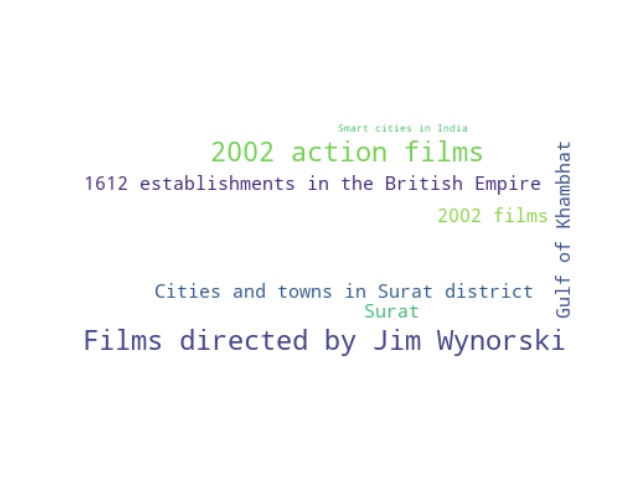 Smart cities in India
2002 action films
1612 establishments in the British Empire
2002 films
Gulf of Khambhat
Cities and towns in Surat district
Surat
Films directed by Jim Wynorski